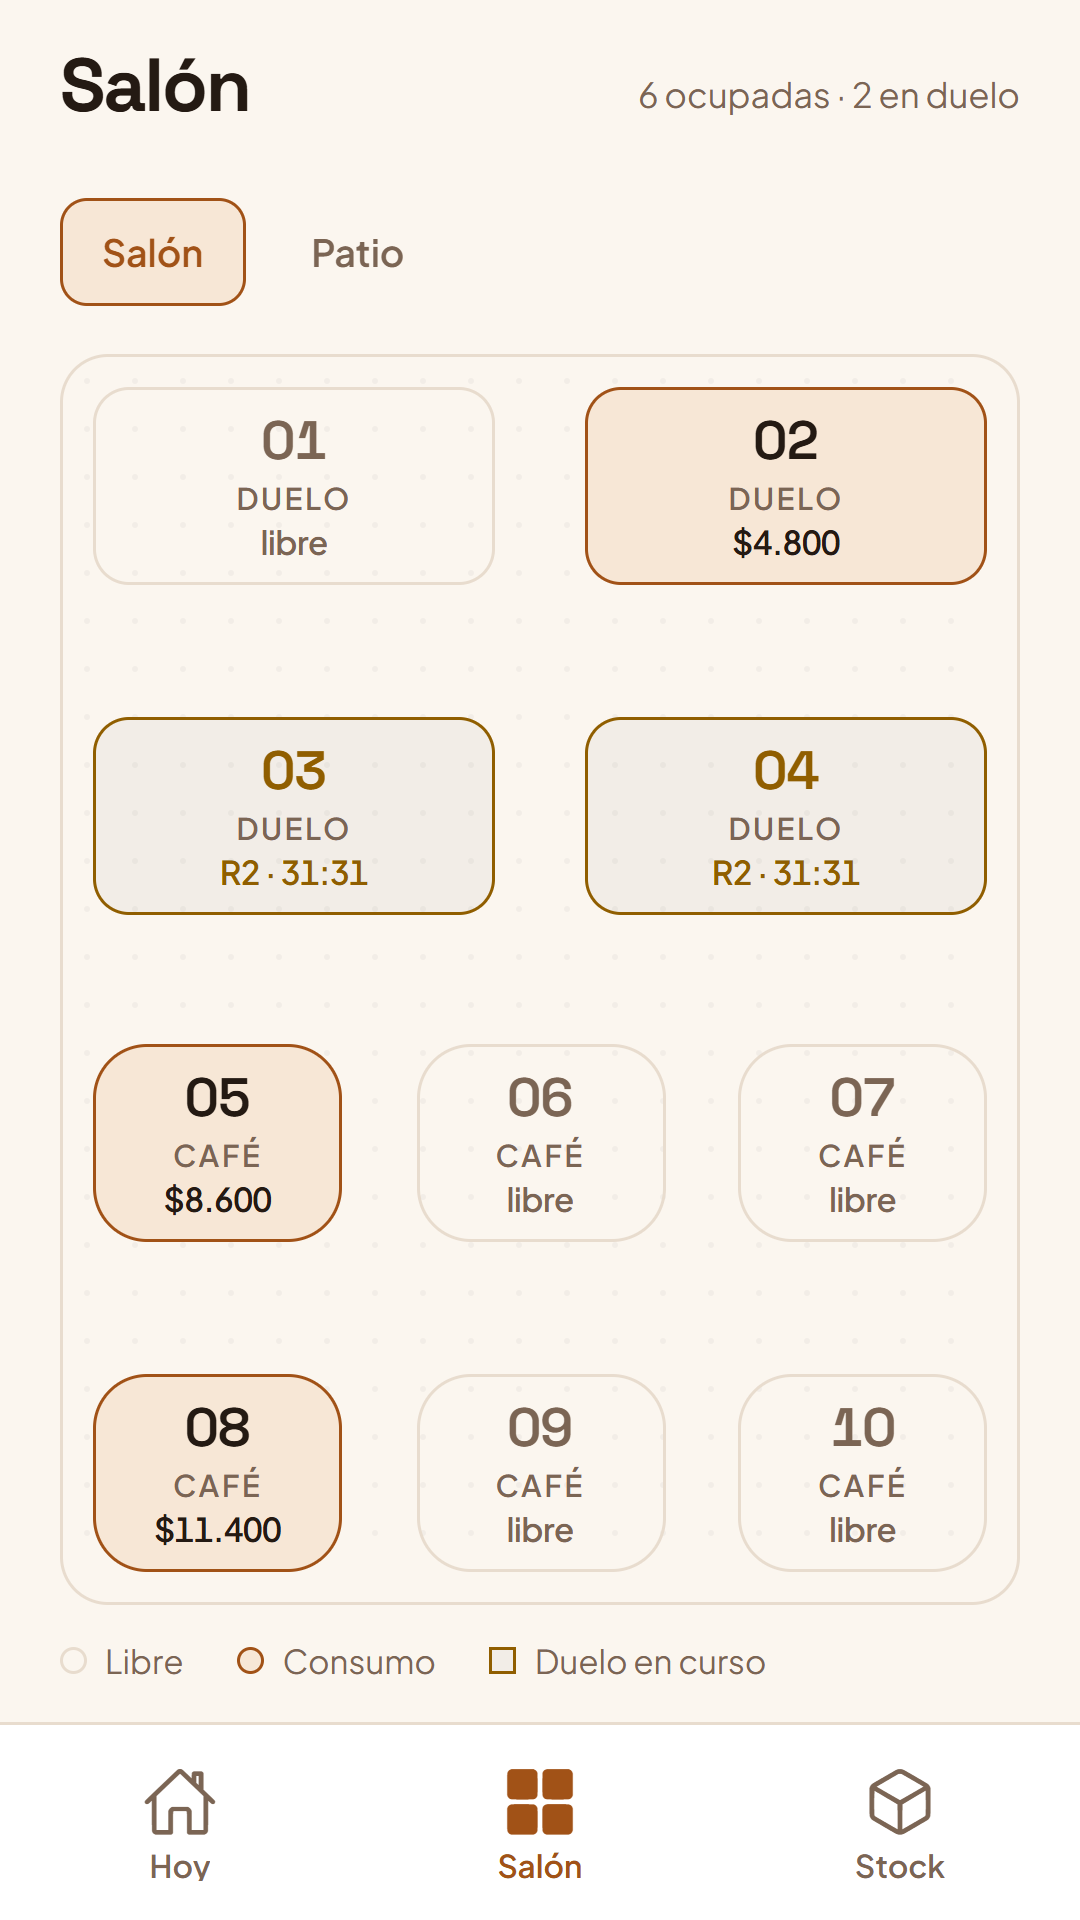 Salón
6 ocupadas · 2 en duelo
Salón
Patio
01
DUELO
libre
02
DUELO
$4.800
03
DUELO
R2 · 31:31
04
DUELO
R2 · 31:31
05
CAFÉ
$8.600
06
CAFÉ
libre
07
CAFÉ
libre
08
CAFÉ
$11.400
09
CAFÉ
libre
10
CAFÉ
libre
Libre
Consumo
Duelo en curso
Hoy
Salón
Stock